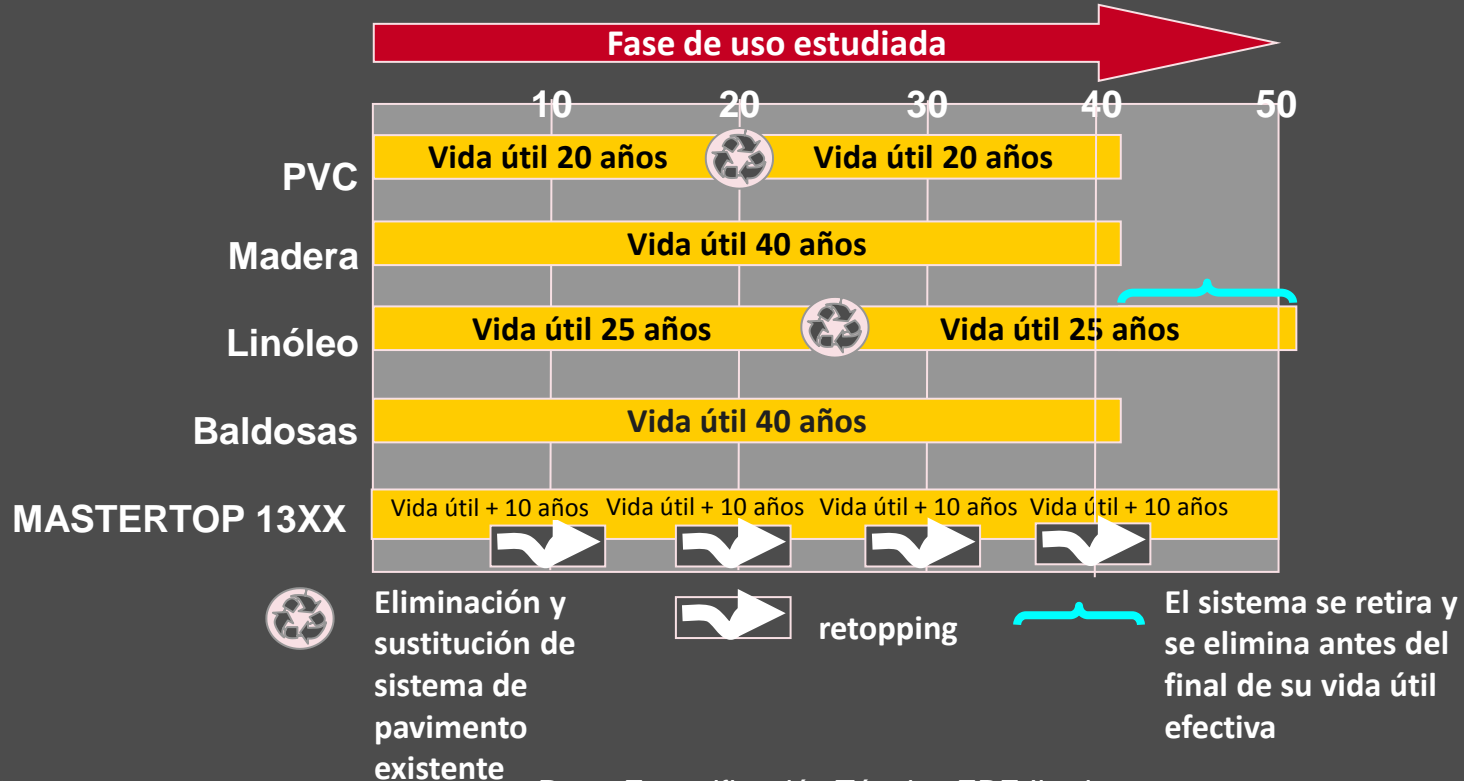 Fase de uso estudiada
10 20 30 40 50
PVC
Vida útil 20 años Vida útil 20 años
Madera
Vida útil 40 años
Linóleo
Vida útil 25 años Vida útil 25 años
Baldosas
Vida útil 40 años
MASTERTOP 13XX
Vida útil + 10 años Vida útil + 10 años Vida útil + 10 años Vida útil + 10 años
Eliminación y
sustitución de
sistema de
pavimento
existente
retopping
El sistema se retira y
se elimina antes del
final de su vida útil
efectiva